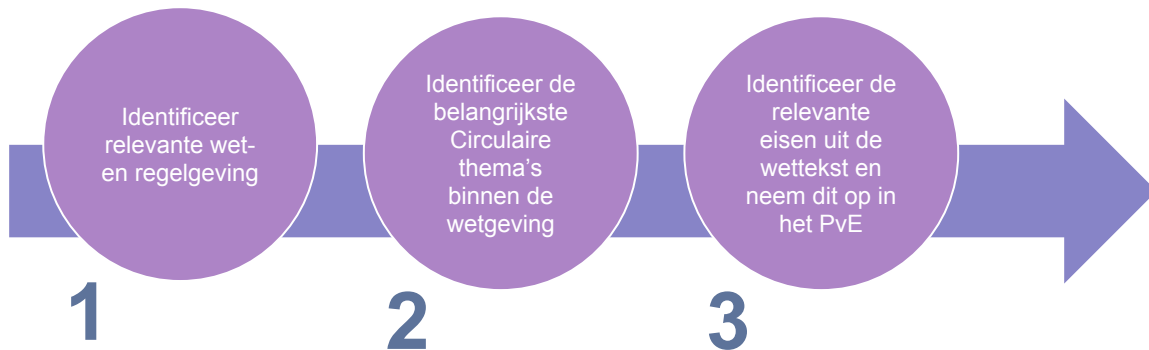 Identificeer
relevante wet-
en regelgeving
1
Identificeer de
belangrijkste
Circulaire
thema's
binnen de
wetgeving
2
Identificeer de
relevante
eisen uit de
wettekst en
neem dit op in
het PvE
3